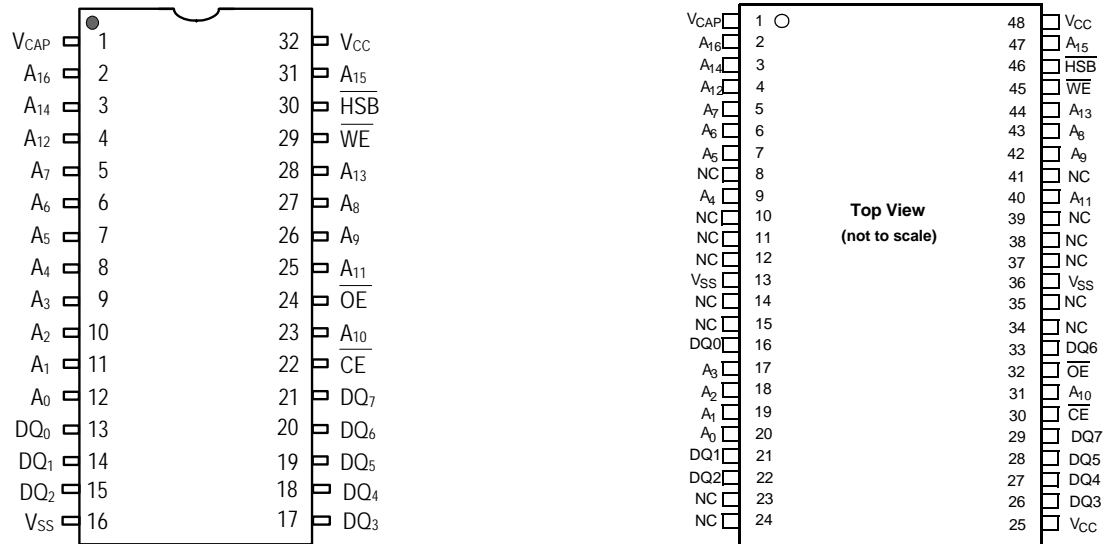 VCAP 1 32 VCC
A16 2 31 A15
A14 3 30 HSB
A12 4 29 WE
A7 5 28 A13
A6 6 27 A8
A5 7 26 A9
A4 8 25 A11
A3 9 24 OE
A2 10 23 A10
A1 11 22 CE
A0 12 21 DQ7
DQ0 13 20 DQ6
DQ1 14 19 DQ5
DQ2 15 18 DQ4
VSS 16 17 DQ3
VCAP 1 48 VCC
A16 2 47 A15
A14 3 46 HSB
A12 4 45 WE
A7 5 44 A13
A6 6 43 A8
A5 7 42 A9
NC 8 41 NC
A4 9 40 A11
Top View
NC 10 39 NC
(not to scale)
NC 11 38 NC
NC 12 37 NC
VSS 13 36 VSS
NC 14 35 NC
NC 15 34 NC
DQ0 16 33 DQ6
A3 17 32 OE
A2 18 31 A10
A1 19 30 CE
A0 20 29 DQ7
DQ1 21 28 DQ5
DQ2 22 27 DQ4
NC 23 26 DQ3
NC 24 25 VCC